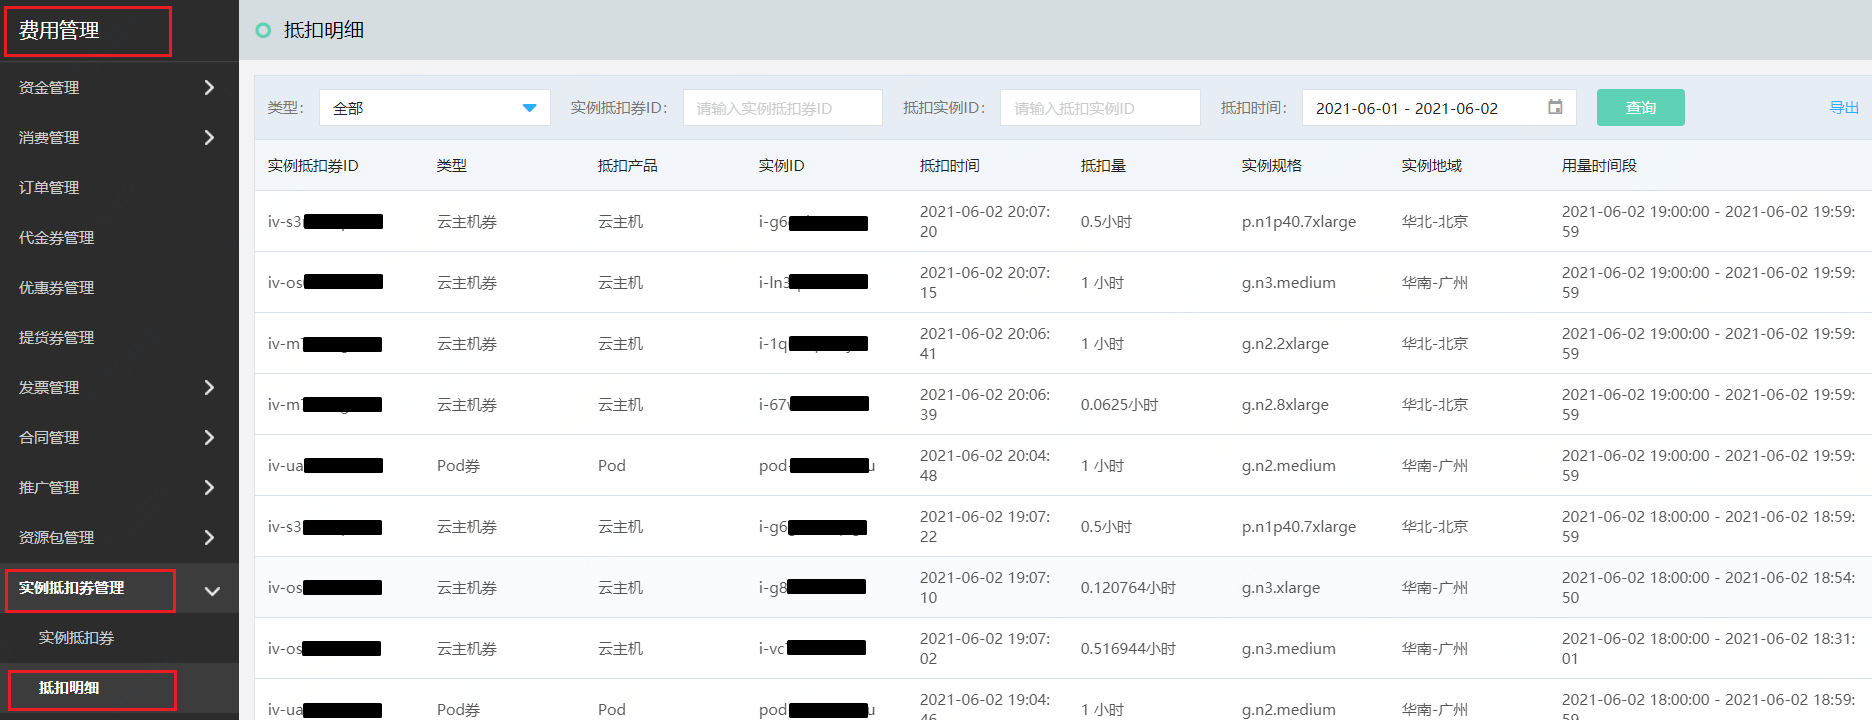 费用管理
资金管理
消费管理
订单管理
代金券管理
优惠券管理
提货券管理
发票管理
合同管理
推广管理
资源包管理
实例抵扣券管理
实例抵扣券
抵扣明细
抵扣明细
类型： 全部 实例抵扣券ID： 请输入实例抵扣券ID 抵扣实例ID： 请输入抵扣实例ID 抵扣时间： 2021-06-01 - 2021-06-02 查询 导出
实例抵扣券ID 类型 抵扣产品 实例ID 抵扣时间 抵扣量 实例规格 实例地域 用量时间段
iv-s3 云主机券 云主机 i-g6 2021-06-02 20:07:20 0.5小时 p.n1p40.7xlarge 华北-北京 2021-06-02 19:00:00 - 2021-06-02 19:59:59
iv-os 云主机券 云主机 i-ln3 2021-06-02 20:07:15 1 小时 g.n3.medium 华南-广州 2021-06-02 19:00:00 - 2021-06-02 19:59:59
iv-m 云主机券 云主机 i-1q 2021-06-02 20:06:41 1 小时 g.n2.2xlarge 华北-北京 2021-06-02 19:00:00 - 2021-06-02 19:59:59
iv-m 云主机券 云主机 i-67 2021-06-02 20:06:39 0.0625小时 g.n2.8xlarge 华北-北京 2021-06-02 19:00:00 - 2021-06-02 19:59:59
iv-ua Pod券 Pod pod- 2021-06-02 20:04:48 1 小时 g.n2.medium 华南-广州 2021-06-02 19:00:00 - 2021-06-02 19:59:59
iv-s3 云主机券 云主机 i-g6 2021-06-02 19:07:22 0.5小时 p.n1p40.7xlarge 华北-北京 2021-06-02 18:00:00 - 2021-06-02 18:59:59
iv-os 云主机券 云主机 i-g8 2021-06-02 19:07:10 0.120764小时 g.n3.xlarge 华南-广州 2021-06-02 18:00:00 - 2021-06-02 18:54:50
iv-os 云主机券 云主机 i-vc 2021-06-02 19:07:02 0.516944小时 g.n3.medium 华南-广州 2021-06-02 18:00:00 - 2021-06-02 18:31:01
iv-ua Pod券 Pod pod 2021-06-02 19:04:46 1 小时 g.n2.medium 华南-广州 2021-06-02 18:00:00 - 2021-06-02 18:59:59